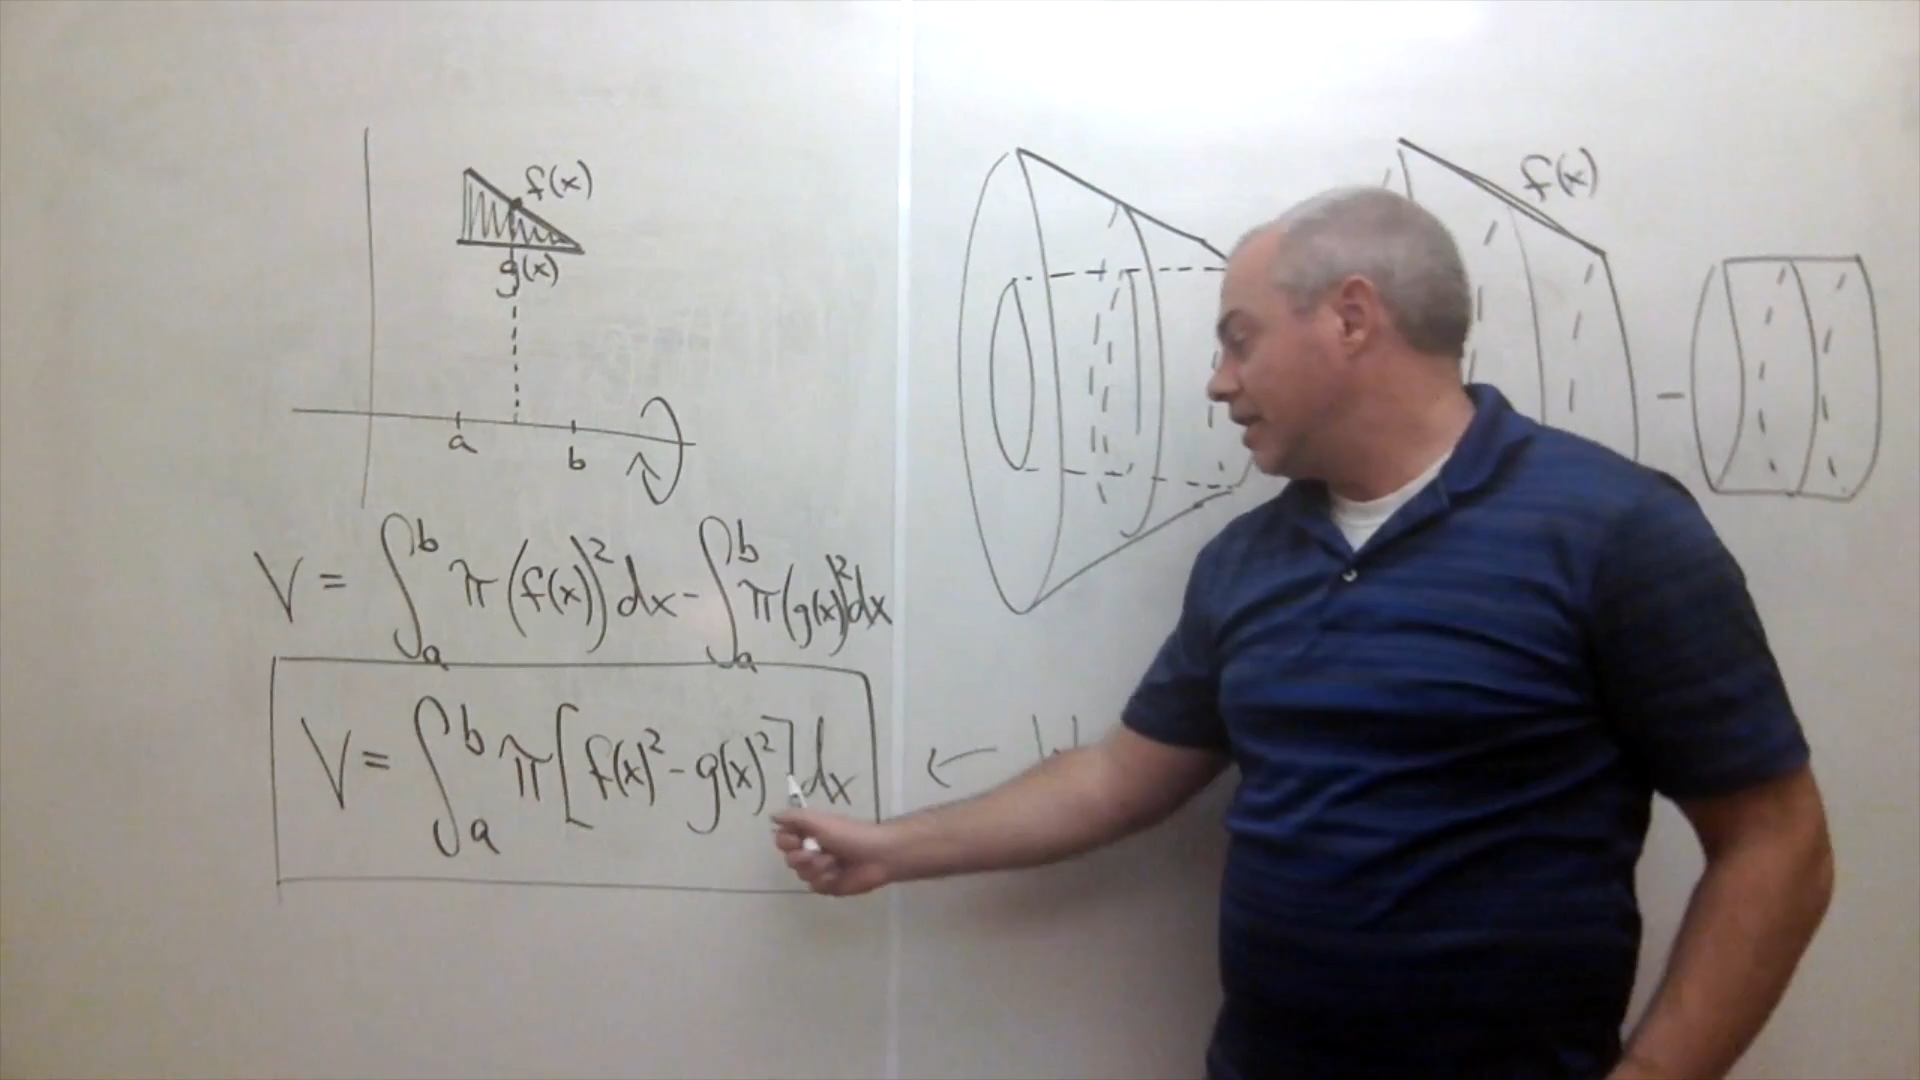 f(x)
g(x)
a
b
V = ∫_a^b π (f(x))² dx - ∫_a^b π (g(x))² dx
V = ∫_a^b π [f(x)² - g(x)²] dx
←
f(x)
-